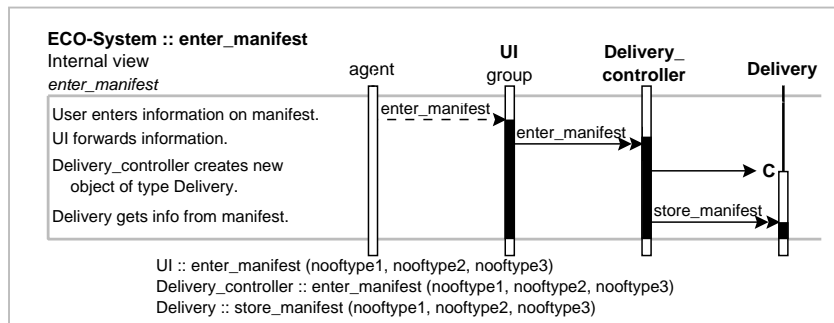 ECO-System :: enter_manifest
Internal view
enter_manifest
agent
UI
group
Delivery_
controller
Delivery
User enters information on manifest.
enter_manifest
UI forwards information.
enter_manifest
Delivery_controller creates new
object of type Delivery.
C
Delivery gets info from manifest.
store_manifest
UI :: enter_manifest (nooftype1, nooftype2, nooftype3)
Delivery_controller :: enter_manifest (nooftype1, nooftype2, nooftype3)
Delivery :: store_manifest (nooftype1, nooftype2, nooftype3)